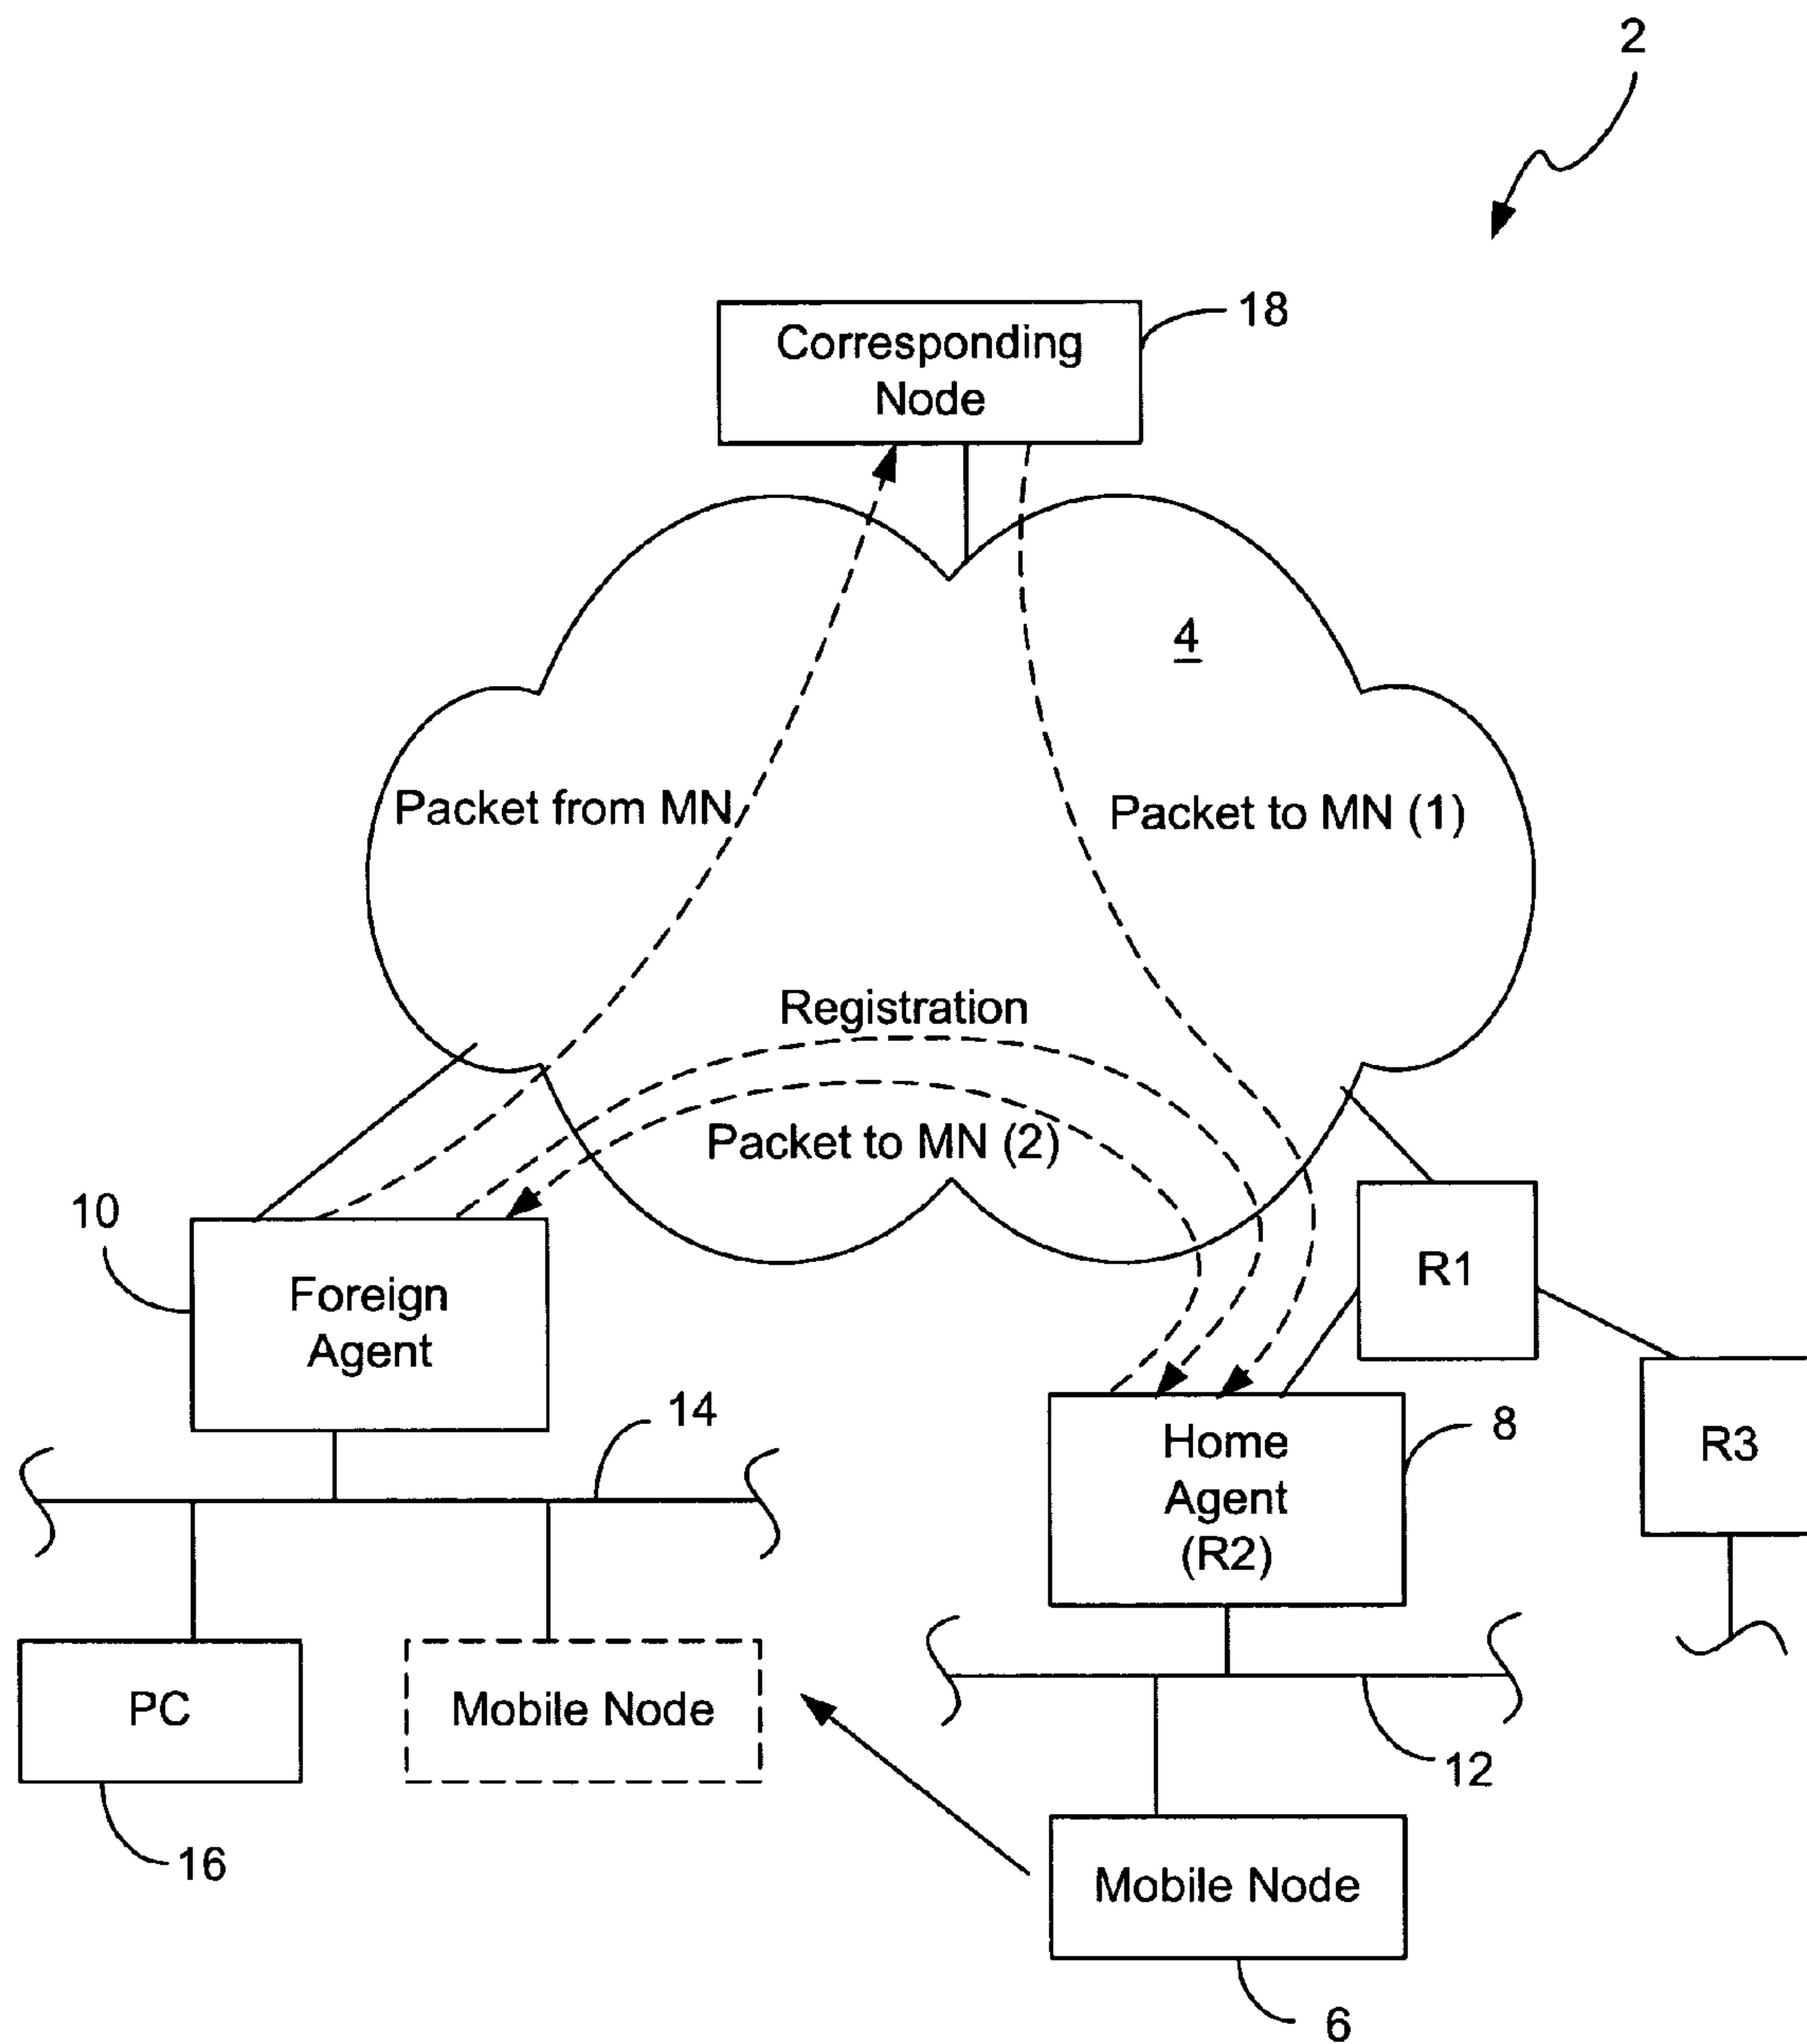 2
Corresponding
Node
18
4
Packet from MN
Packet to MN (1)
Registration
Packet to MN (2)
10
Foreign
Agent
R1
14
Home
Agent
(R2)
8
R3
PC
Mobile Node
12
16
Mobile Node
6